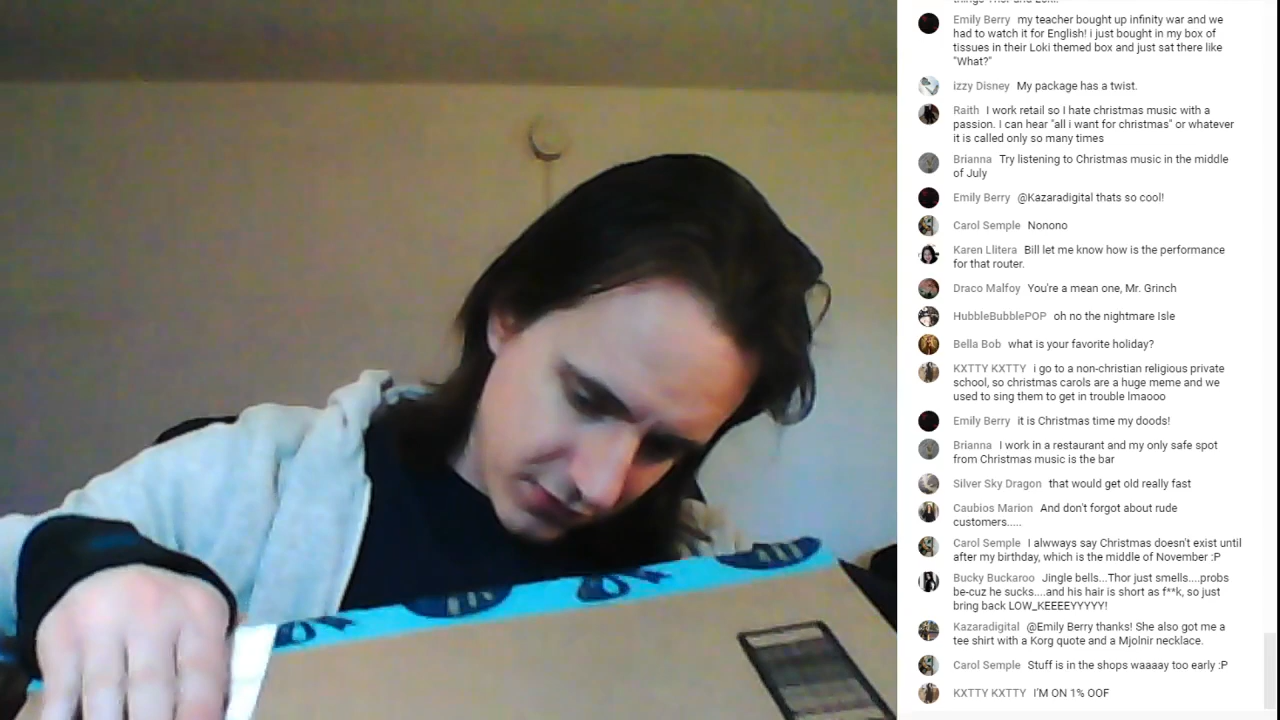 Emily Berry my teacher bought up infinity war and we
had to watch it for English! i just bought in my box of
tissues in their Loki themed box and just sat there like
"What?"
izzy Disney My package has a twist.
Raith I work retail so I hate christmas music with a
passion. I can hear "all i want for christmas" or whatever
it is called only so many times
Brianna Try listening to Christmas music in the middle
of July
Emily Berry @Kazaradigital thats so cool!
Carol Semple Nonono
Karen Llitera Bill let me know how is the performance
for that router.
Draco Malfoy You're a mean one, Mr. Grinch
HubbleBubblePOP oh no the nightmare Isle
Bella Bob what is your favorite holiday?
KXTTY KXTTY i go to a non-christian religious private
school, so christmas carols are a huge meme and we
used to sing them to get in trouble lmaooo
Emily Berry it is Christmas time my doods!
Brianna I work in a restaurant and my only safe spot
from Christmas music is the bar
Silver Sky Dragon that would get old really fast
Caubios Marion And don't forgot about rude
customers.....
Carol Semple I alwways say Christmas doesn't exist until
after my birthday, which is the middle of November :P
Bucky Buckaroo Jingle bells...Thor just smells....probs
be-cuz he sucks....and his hair is short as f**k, so just
bring back LOW_KEEEEYYYYY!
Kazaradigital @Emily Berry thanks! She also got me a
tee shirt with a Korg quote and a Mjolnir necklace.
Carol Semple Stuff is in the shops waaaay too early :P
KXTTY KXTTY I'M ON 1% OOF